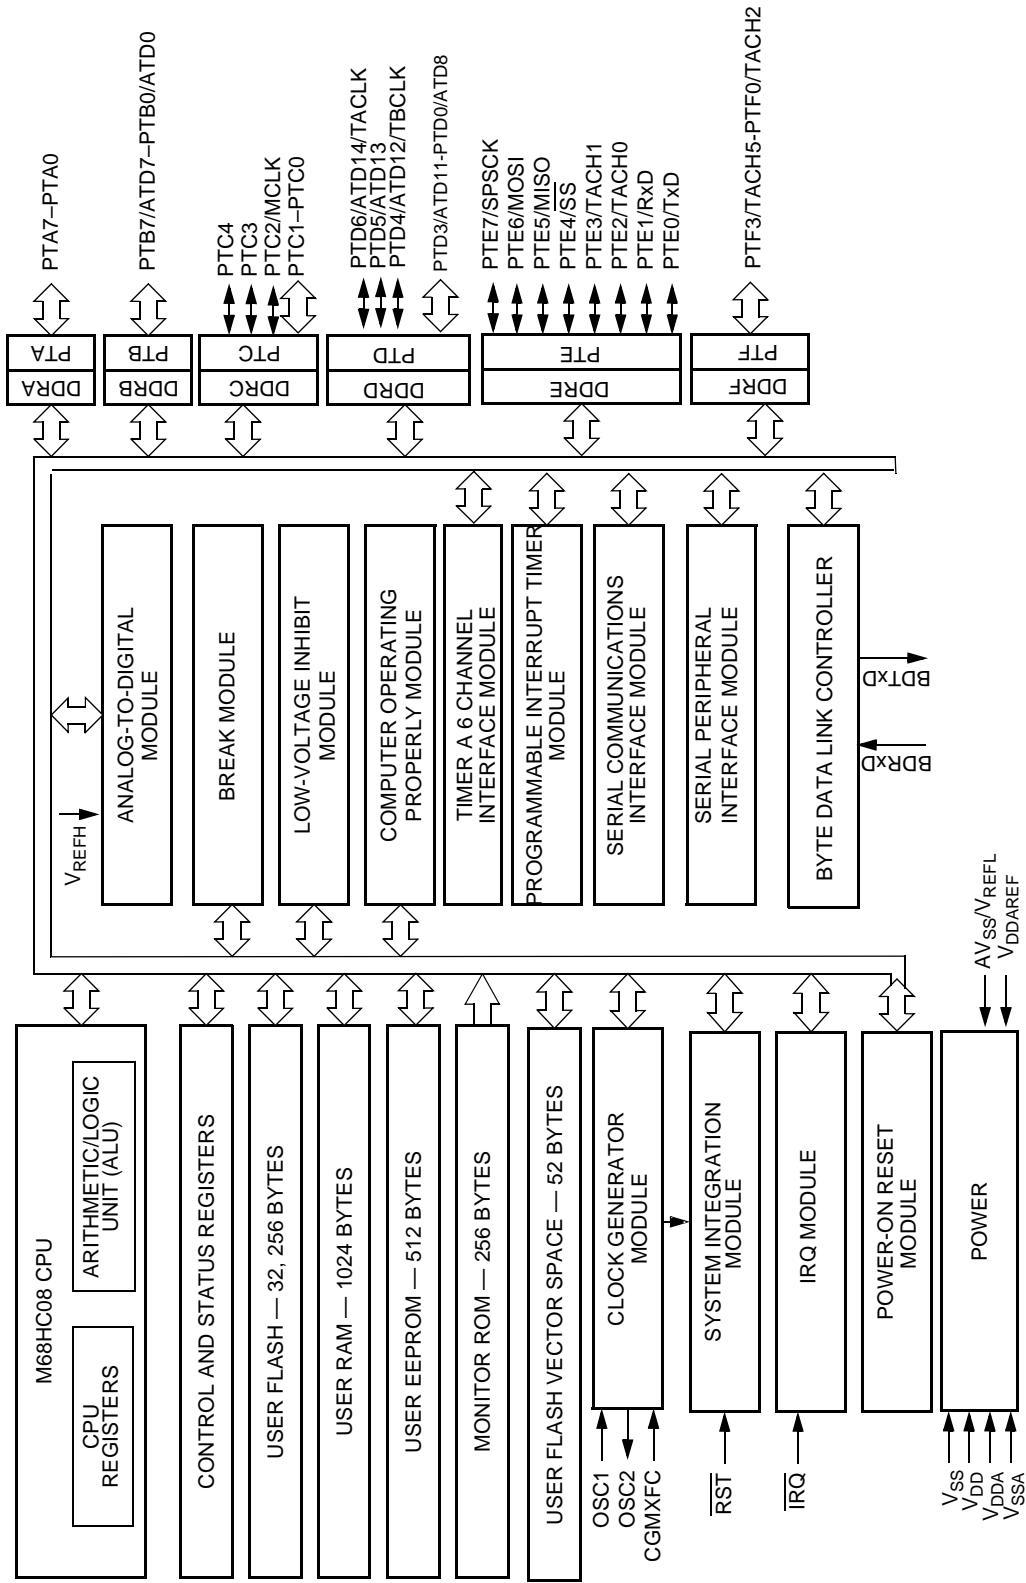 M68HC08 CPU
CPU
REGISTERS
ARITHMETIC/LOGIC
UNIT (ALU)
CONTROL AND STATUS REGISTERS
USER FLASH — 32, 256 BYTES
USER RAM — 1024 BYTES
USER EEPROM — 512 BYTES
MONITOR ROM — 256 BYTES
USER FLASH VECTOR SPACE — 52 BYTES
OSC1
OSC2
CGMXFC
CLOCK GENERATOR
MODULE
RST
SYSTEM INTEGRATION
MODULE
IRQ
IRQ MODULE
POWER-ON RESET
MODULE
VSS
VDD
VDDA
VSSA
POWER
AVSS/VREFL
VDDAREF
VREFH
ANALOG-TO-DIGITAL
MODULE
BREAK MODULE
LOW-VOLTAGE INHIBIT
MODULE
COMPUTER OPERATING
PROPERLY MODULE
TIMER A 6 CHANNEL
INTERFACE MODULE
PROGRAMMABLE INTERRUPT TIMER
MODULE
SERIAL COMMUNICATIONS
INTERFACE MODULE
SERIAL PERIPHERAL
INTERFACE MODULE
BYTE DATA LINK CONTROLLER
BDRxD
BDTxD
DDRA
PTA
PTA7–PTA0
DDRB
PTB
PTB7/ATD7–PTB0/ATD0
DDRC
PTC
PTC4
PTC3
PTC2/MCLK
PTC1–PTC0
DDRD
PTD
PTD6/ATD14/TACLK
PTD5/ATD13
PTD4/ATD12/TBCLK
PTD3/ATD11-PTD0/ATD8
DDRE
PTE
PTE7/SPSCK
PTE6/MOSI
PTE5/MISO
PTE4/SS
PTE3/TACH1
PTE2/TACH0
PTE1/RxD
PTE0/TxD
DDRF
PTF
PTF3/TACH5-PTF0/TACH2